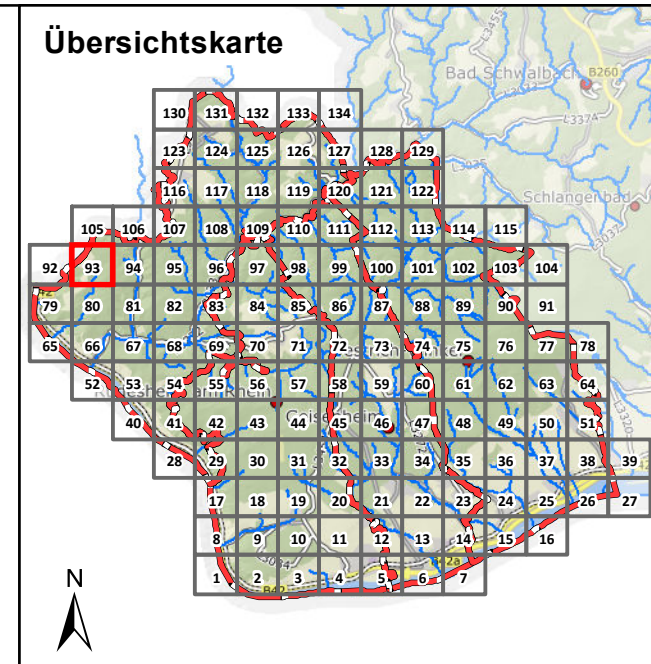 Übersichtskarte
Bad Schwalbach
B260
L3455
L3374
130 131 132 133 134
123 124 125 126 127 128 129
L3035
116 117 118 119 120 121 122
Schlangenbad
105 106 107 108 109 110 111 112 113 114 115
L3037
92 93 94 95 96 97 98 99 100 101 102 103 104
79 80 81 82 83 84 85 86 87 88 89 90 91
65 66 67 68 69 70 71 72 73 74 75 76 77 78
52 53 54 55 56 57 58 59 60 61 62 63 64
L3320
40 41 42 43 44 45 46 47 48 49 50 51
Geisenheim
28 29 30 31 32 33 34 35 36 37 38 39
17 18 19 20 21 22 23 24 25 26 27
8 9 10 11 12 13 14 15 16
L3034
B42a
1 2 3 4 5 6 7
B42
N